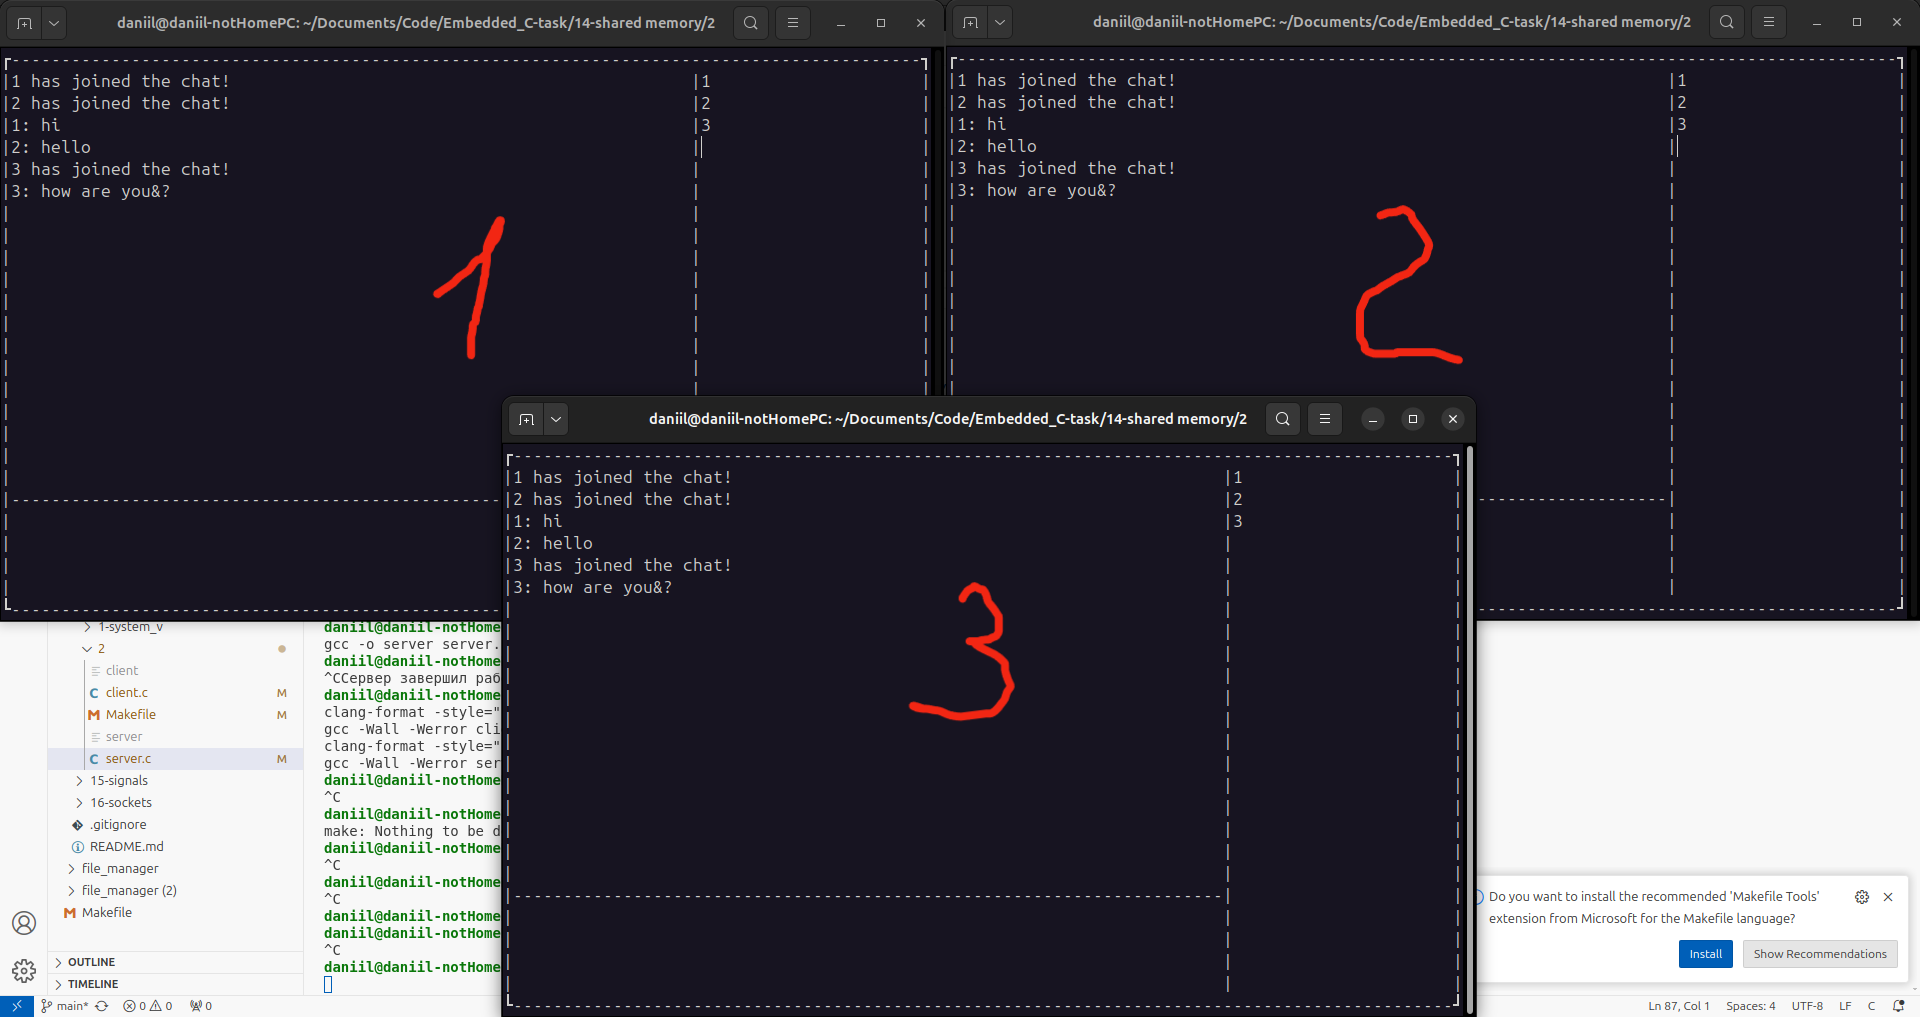 daniil@daniil-notHomePC: ~/Documents/Code/Embedded_C-task/14-shared memory/2
1 has joined the chat!
2 has joined the chat!
1: hi
2: hello
3 has joined the chat!
3: how are you&?
1
2
3
1
daniil@daniil-notHomePC: ~/Documents/Code/Embedded_C-task/14-shared memory/2
1 has joined the chat!
2 has joined the chat!
1: hi
2: hello
3 has joined the chat!
3: how are you&?
1
2
3
2
daniil@daniil-notHomePC: ~/Documents/Code/Embedded_C-task/14-shared memory/2
1 has joined the chat!
2 has joined the chat!
1: hi
2: hello
3 has joined the chat!
3: how are you&?
1
2
3
3
1-system_v
2
client
C client.c M
M Makefile M
server
C server.c M
15-signals
16-sockets
.gitignore
README.md
file_manager
file_manager (2)
M Makefile
OUTLINE
TIMELINE
daniil@daniil-notHome
gcc -o server server.
daniil@daniil-notHome
^CСервер завершил раб
daniil@daniil-notHome
clang-format -style="
gcc -Wall -Werror cli
clang-format -style="
gcc -Wall -Werror ser
daniil@daniil-notHome
^C
daniil@daniil-notHome
make: Nothing to be d
daniil@daniil-notHome
^C
daniil@daniil-notHome
^C
daniil@daniil-notHome
daniil@daniil-notHome
^C
daniil@daniil-notHome
Do you want to install the recommended 'Makefile Tools'
extension from Microsoft for the Makefile language?
Install
Show Recommendations
main* 0 0 0
Ln 87, Col 1 Spaces: 4 UTF-8 LF C